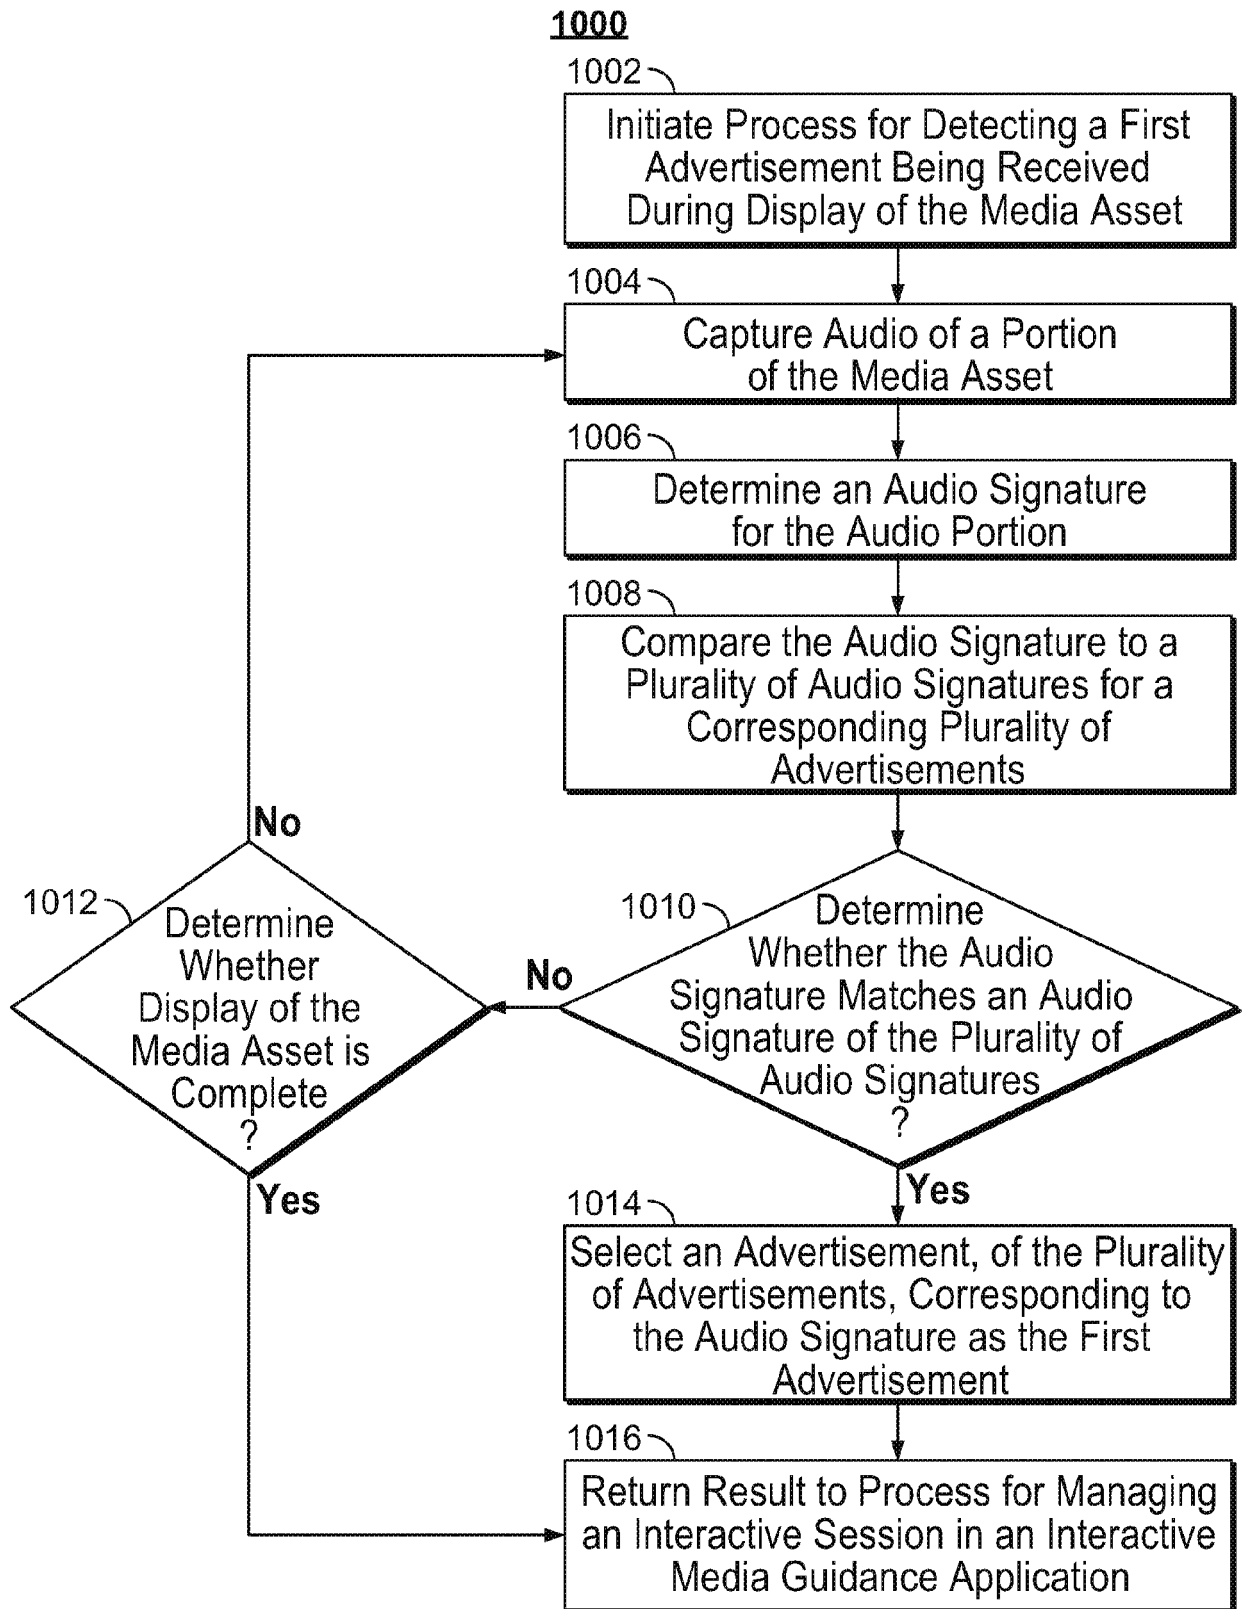 1000
1002
Initiate Process for Detecting a First
Advertisement Being Received
During Display of the Media Asset
1004
Capture Audio of a Portion
of the Media Asset
1006
Determine an Audio Signature
for the Audio Portion
1008
Compare the Audio Signature to a
Plurality of Audio Signatures for a
Corresponding Plurality of
Advertisements
1010
Determine
Whether the Audio
Signature Matches an Audio
Signature of the Plurality of
Audio Signatures
?
No
1012
Determine
Whether
Display of the
Media Asset is
Complete
?
No
Yes
Yes
1014
Select an Advertisement, of the Plurality
of Advertisements, Corresponding to
the Audio Signature as the First
Advertisement
1016
Return Result to Process for Managing
an Interactive Session in an Interactive
Media Guidance Application